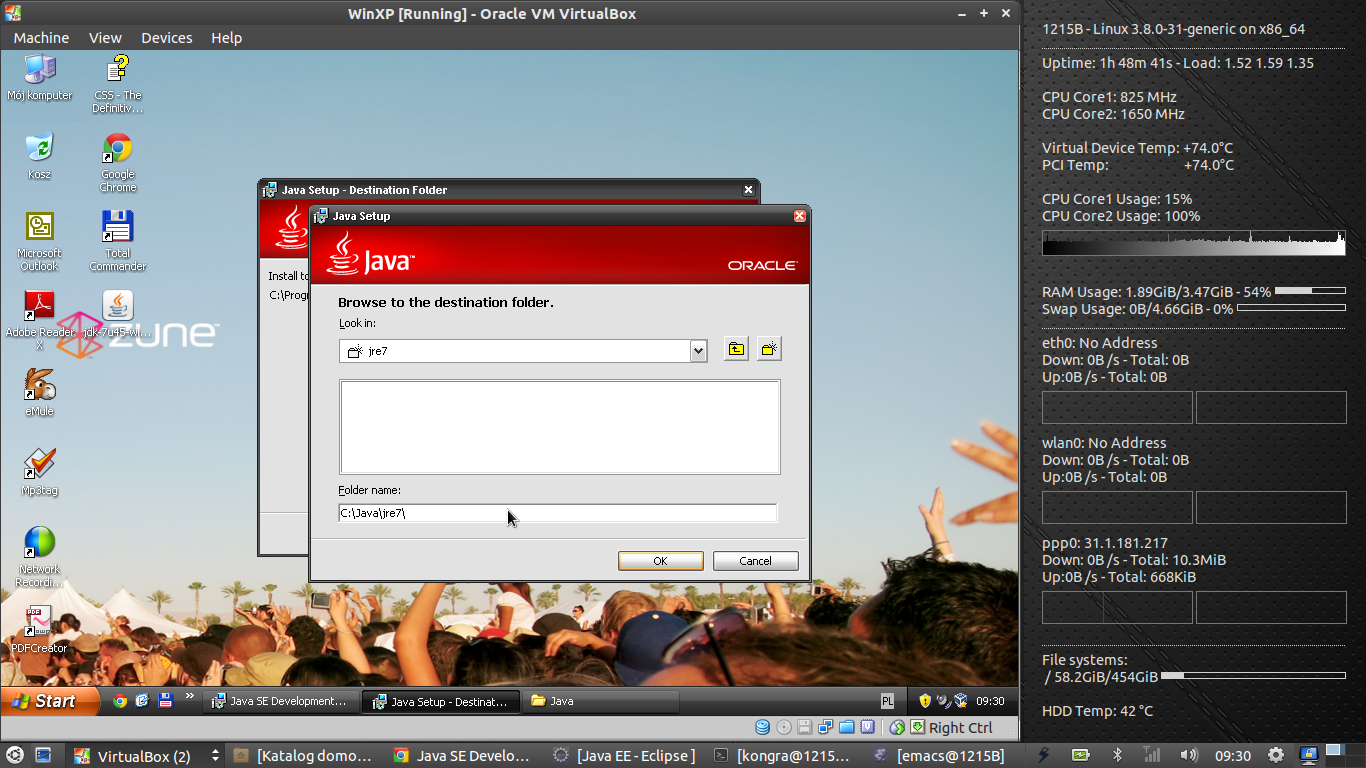 WinXP [Running] - Oracle VM VirtualBox
Machine View Devices Help
Mój komputer
CSS - The Definitiv...
Kosz
Google Chrome
Microsoft Outlook
Total Commander
Adobe Reader X
jdk-7u45-wi...
zune™
eMule
Mp3tag
Network Recordi...
PDF
PDFCreator
Java Setup - Destination Folder
Install to
C:\Progr
Java Setup
Java™
ORACLE
Browse to the destination folder.
Look in:
jre7
Folder name:
C:\Java\jre7\
OK
Cancel
Start
»
Java SE Development...
Java Setup - Destinat...
Java
PL
09:30
Right Ctrl
1215B - Linux 3.8.0-31-generic on x86_64
Uptime: 1h 48m 41s - Load: 1.52 1.59 1.35
CPU Core1: 825 MHz
CPU Core2: 1650 MHz
Virtual Device Temp: +74.0°C
PCI Temp: +74.0°C
CPU Core1 Usage: 15%
CPU Core2 Usage: 100%
RAM Usage: 1.89GiB/3.47GiB - 54%
Swap Usage: 0B/4.66GiB - 0%
eth0: No Address
Down: 0B /s - Total: 0B
Up:0B /s - Total: 0B
wlan0: No Address
Down: 0B /s - Total: 0B
Up:0B /s - Total: 0B
ppp0: 31.1.181.217
Down: 0B /s - Total: 10.3MiB
Up:0B /s - Total: 668KiB
File systems:
/ 58.2GiB/454GiB
HDD Temp: 42 °C
VirtualBox (2)
[Katalog domo...
Java SE Develo...
[Java EE - Eclipse ]
[kongra@1215...
[emacs@1215B]
09:30